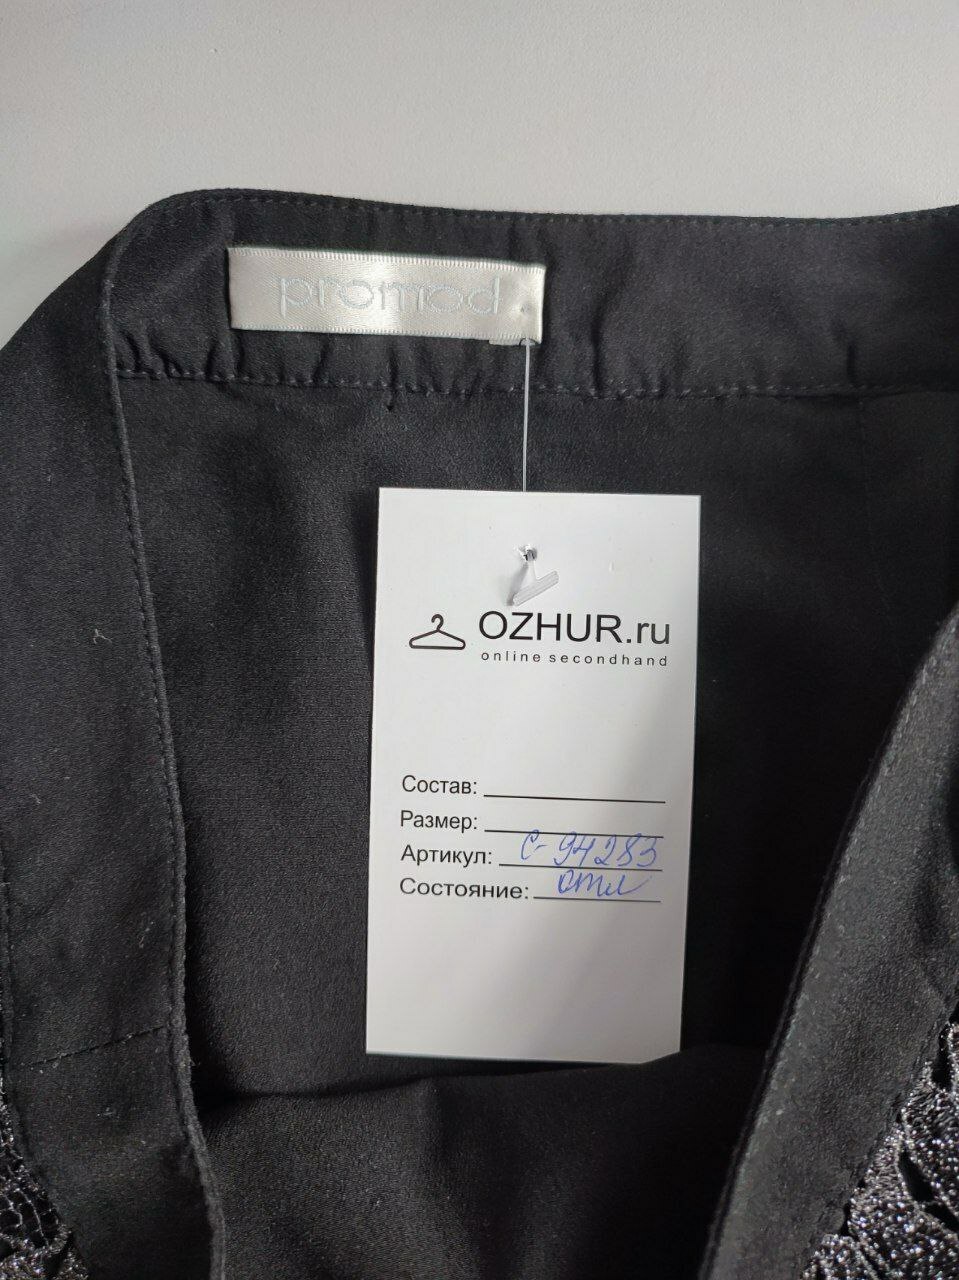 promod
OZHUR.ru
online secondhand
Состав:
Размер:
Артикул: С-94283
Состояние: отл